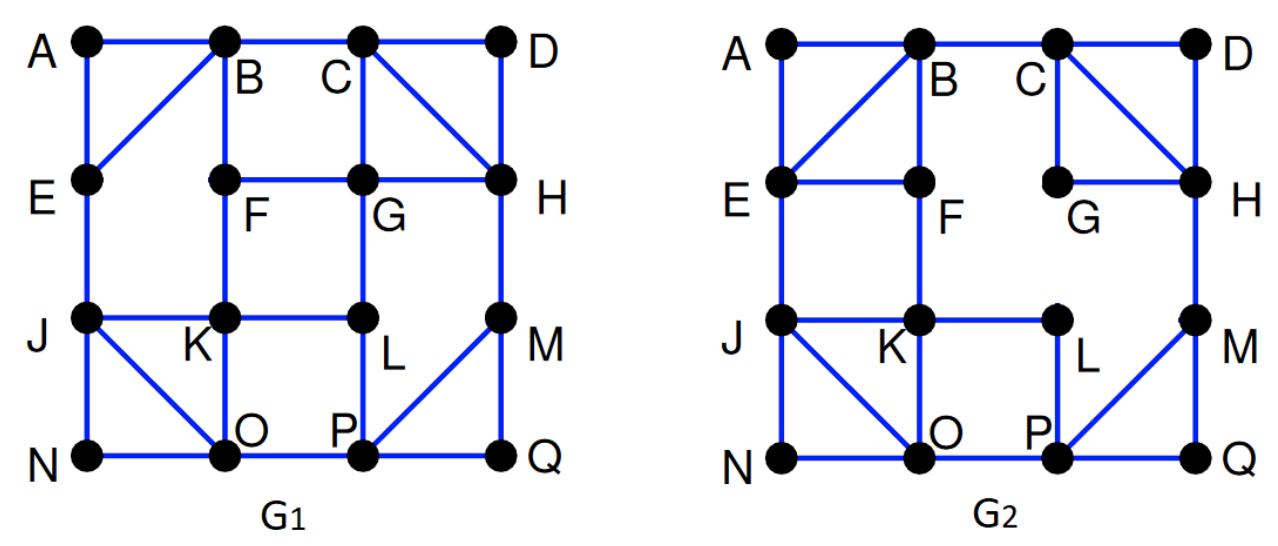 A B C D A B C D
E F G H E F G H
J K L M J K L M
N O P Q N O P Q
G1 G2